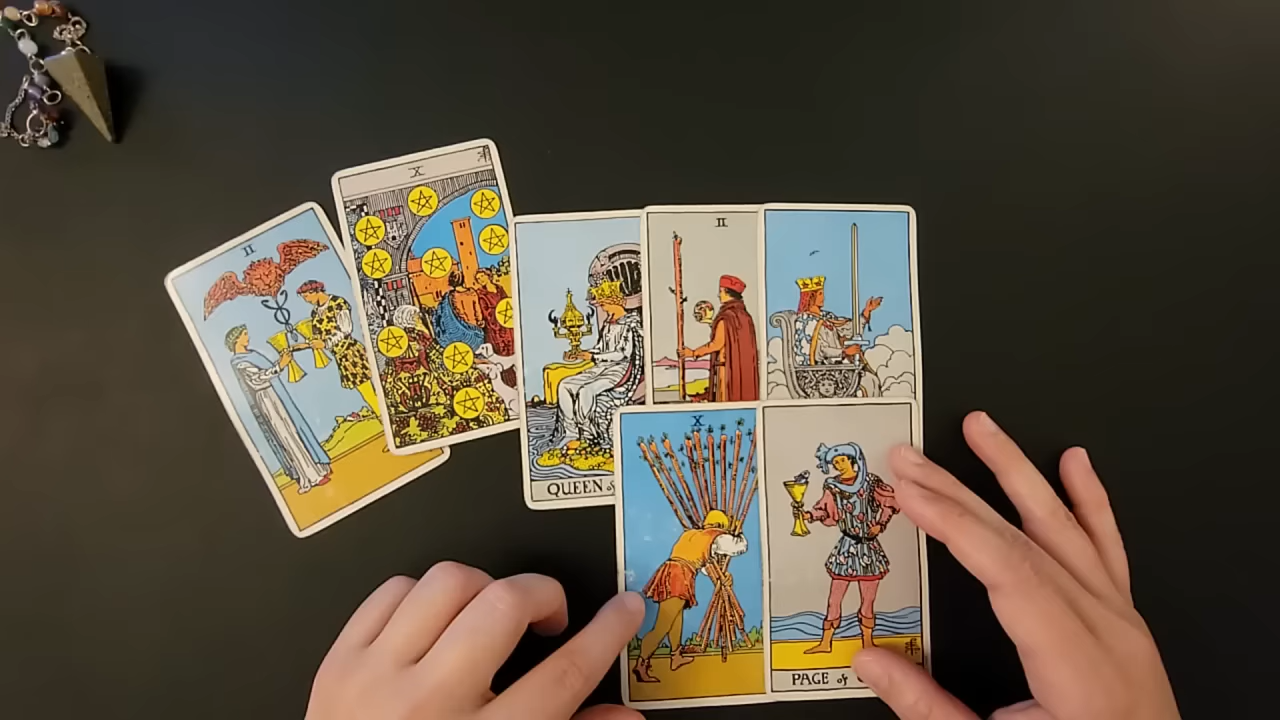 II
X
QUEEN of
II
X
PAGE of